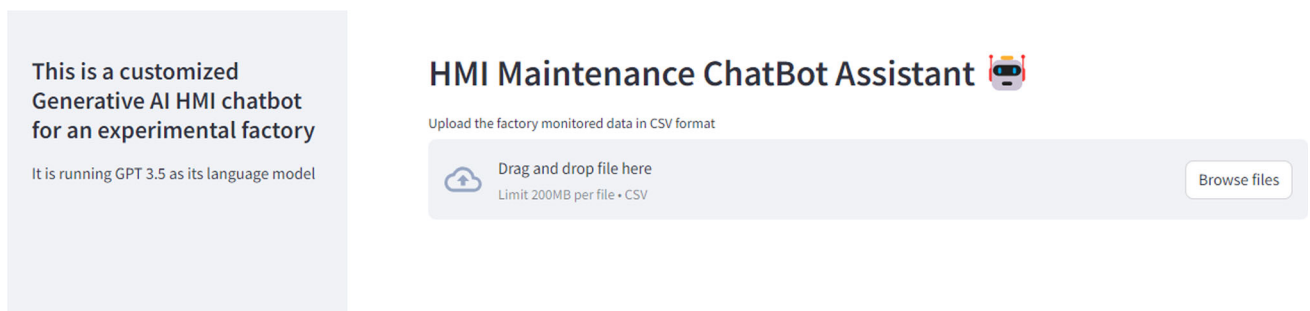 This is a customized
Generative AI HMI chatbot
for an experimental factory
It is running GPT 3.5 as its language model
HMI Maintenance ChatBot Assistant
Upload the factory monitored data in CSV format
Drag and drop file here
Limit 200MB per file • CSV
Browse files